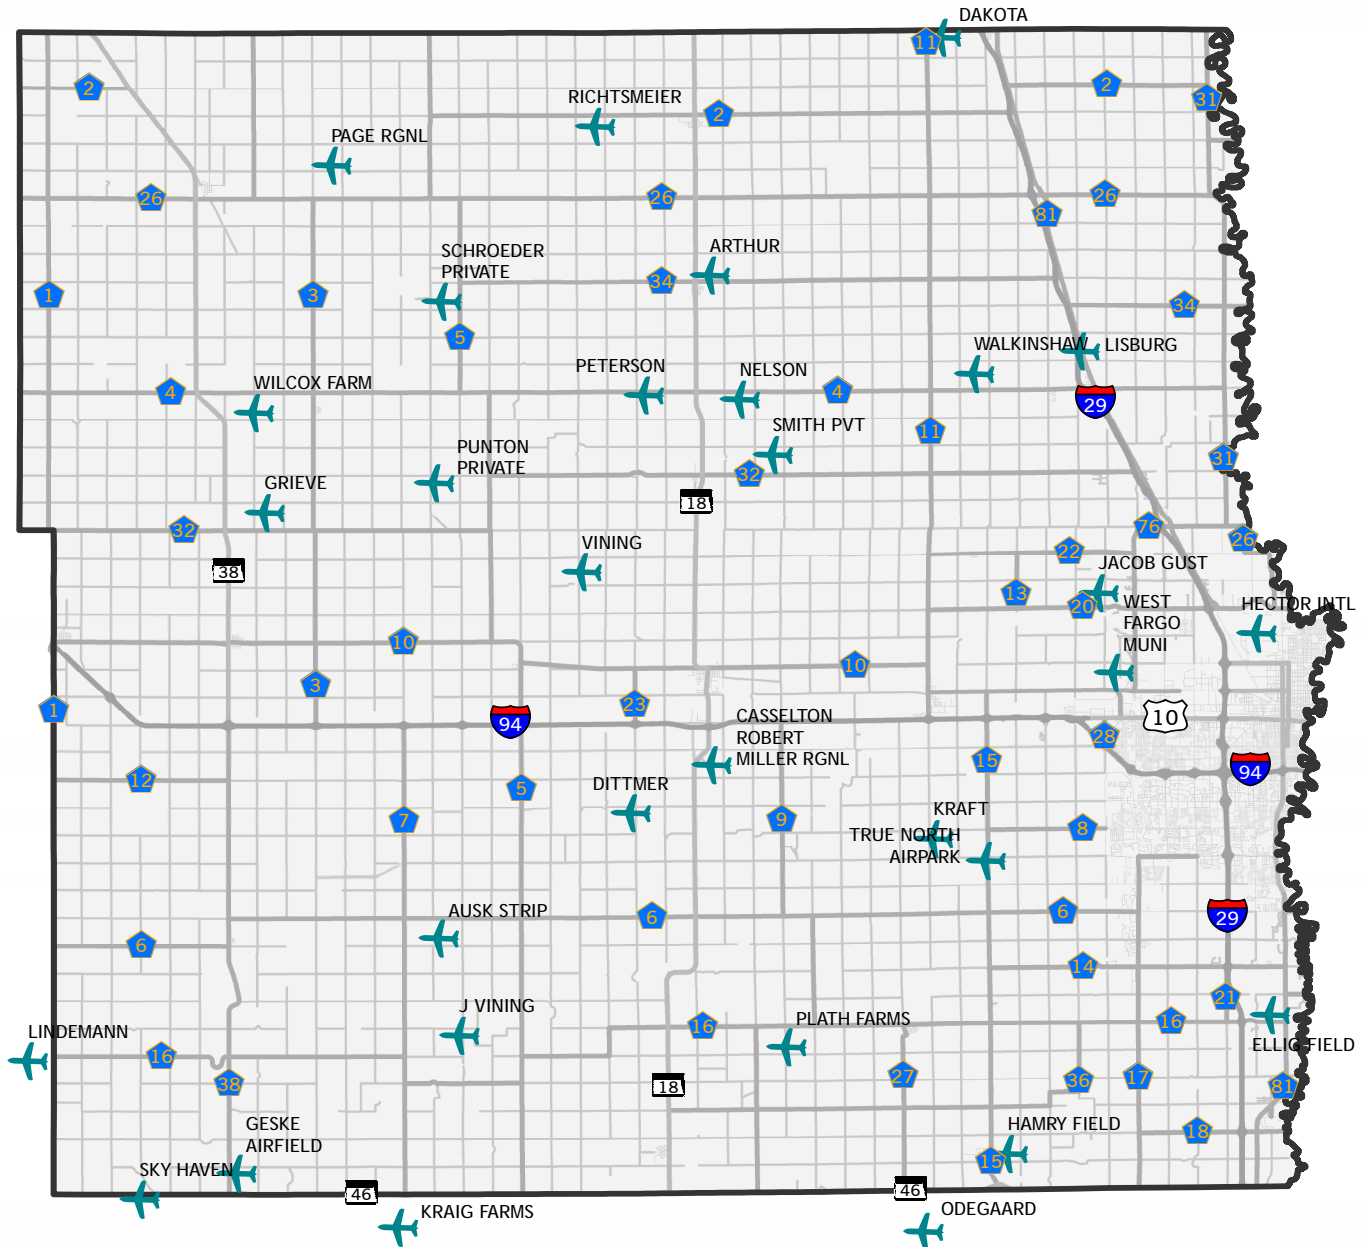 DAKOTA
11
2
2
31
RICHTSMEIER
2
PAGE RGNL
26
26
26
81
SCHROEDER
PRIVATE
ARTHUR
34
1
3
34
5
WALKINSHAW
LISBURG
PETERSON
NELSON
WILCOX FARM
4
4
29
SMITH PVT
11
PUNTON
PRIVATE
31
32
GRIEVE
18
32
76
26
VINING
22
38
JACOB GUST
13
20
WEST
FARGO
MUNI
HECTOR INTL
10
10
3
23
1
94
CASSELTON
ROBERT
MILLER RGNL
10
28
15
94
12
DITTMER
5
7
9
KRAFT
8
TRUE NORTH
AIRPARK
AUSK STRIP
6
6
29
6
14
21
J VINING
16
PLATH FARMS
16
LINDEMANN
ELLIG FIELD
16
38
18
27
36
17
81
GESKE
AIRFIELD
HAMRY FIELD
18
15
SKY HAVEN
46
46
KRAIG FARMS
ODEGAARD